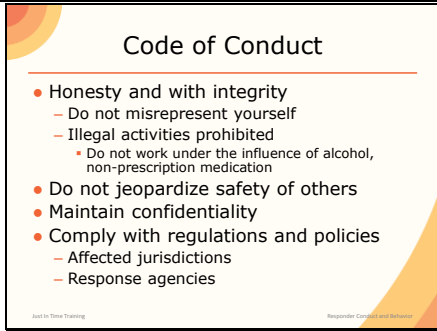 Code of Conduct
● Honesty and with integrity
– Do not misrepresent yourself
– Illegal activities prohibited
▪ Do not work under the influence of alcohol,
non-prescription medication
● Do not jeopardize safety of others
● Maintain confidentiality
● Comply with regulations and policies
– Affected jurisdictions
– Response agencies
Just In Time Training
Responder Conduct and Behavior